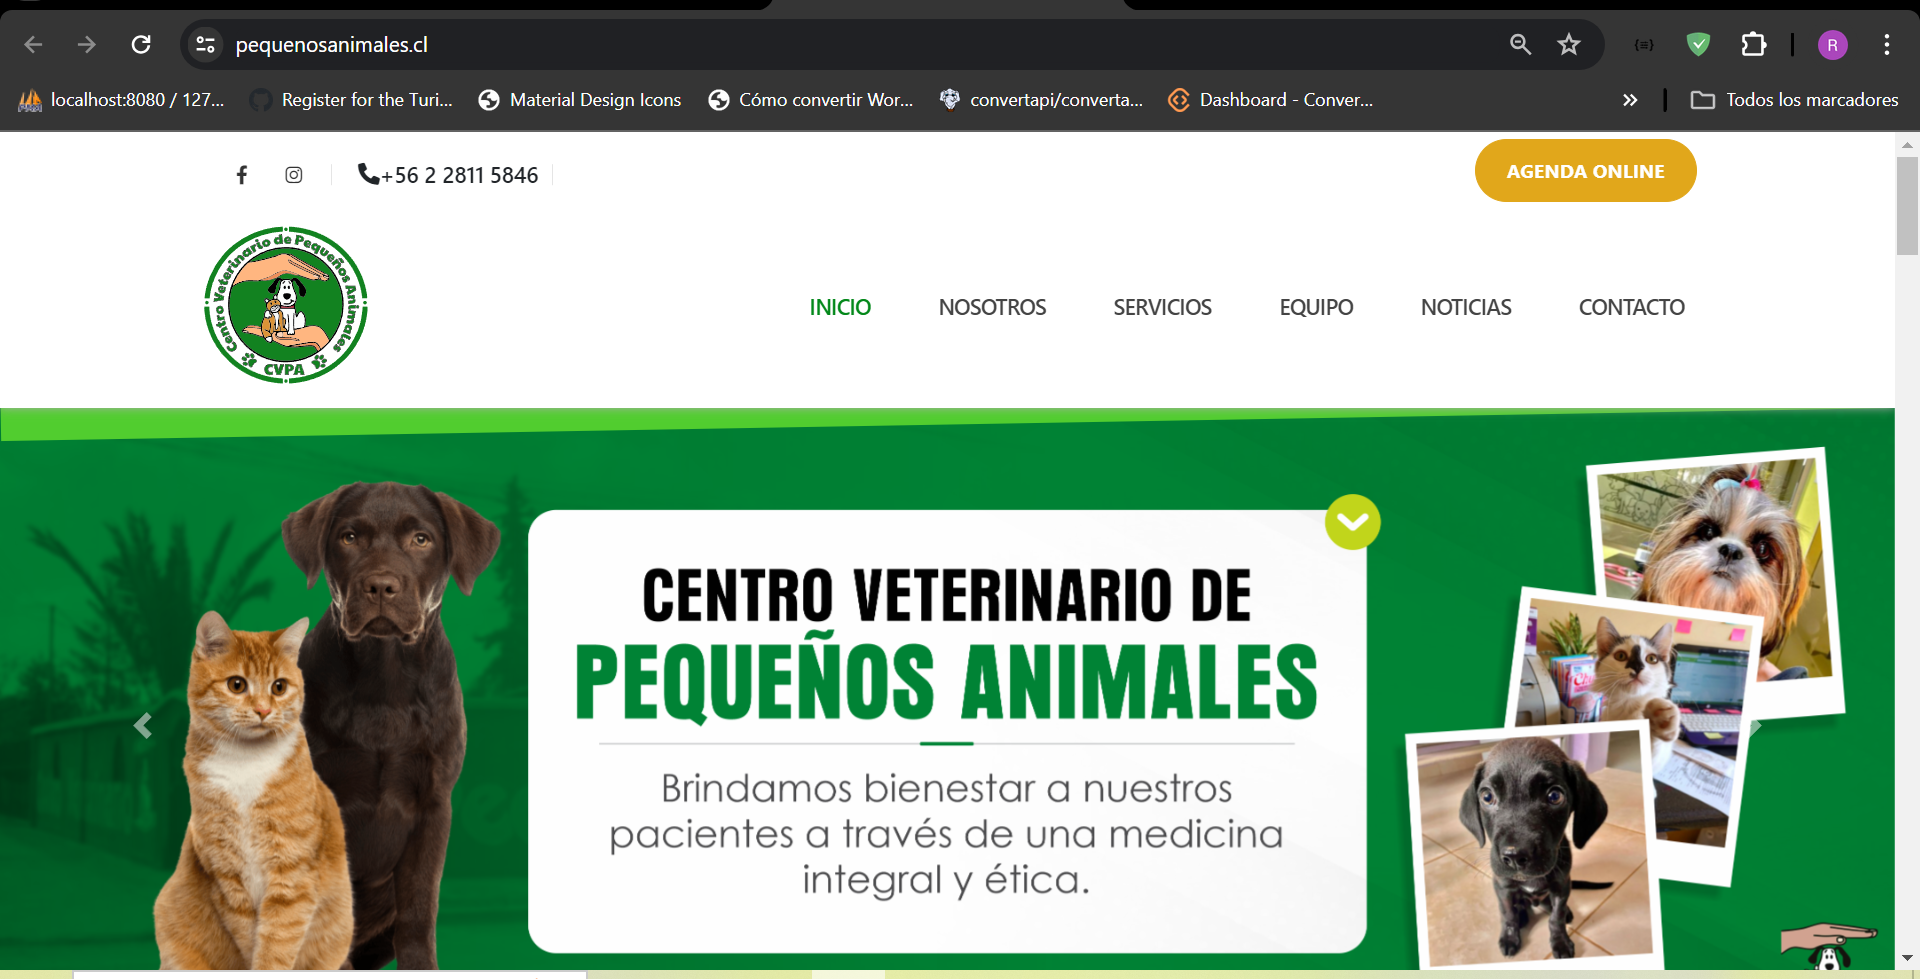 pequenosanimales.cl
R
localhost:8080 / 127...
Register for the Turi...
Material Design Icons
Cómo convertir Wor...
convertapi/converta...
Dashboard - Conver...
Todos los marcadores
+56 2 2811 5846
AGENDA ONLINE
Centro Veterinario de Pequeños Animales
CVPA
INICIO
NOSOTROS
SERVICIOS
EQUIPO
NOTICIAS
CONTACTO
CENTRO VETERINARIO DE
PEQUEÑOS ANIMALES
Brindamos bienestar a nuestros
pacientes a través de una medicina
integral y ética.